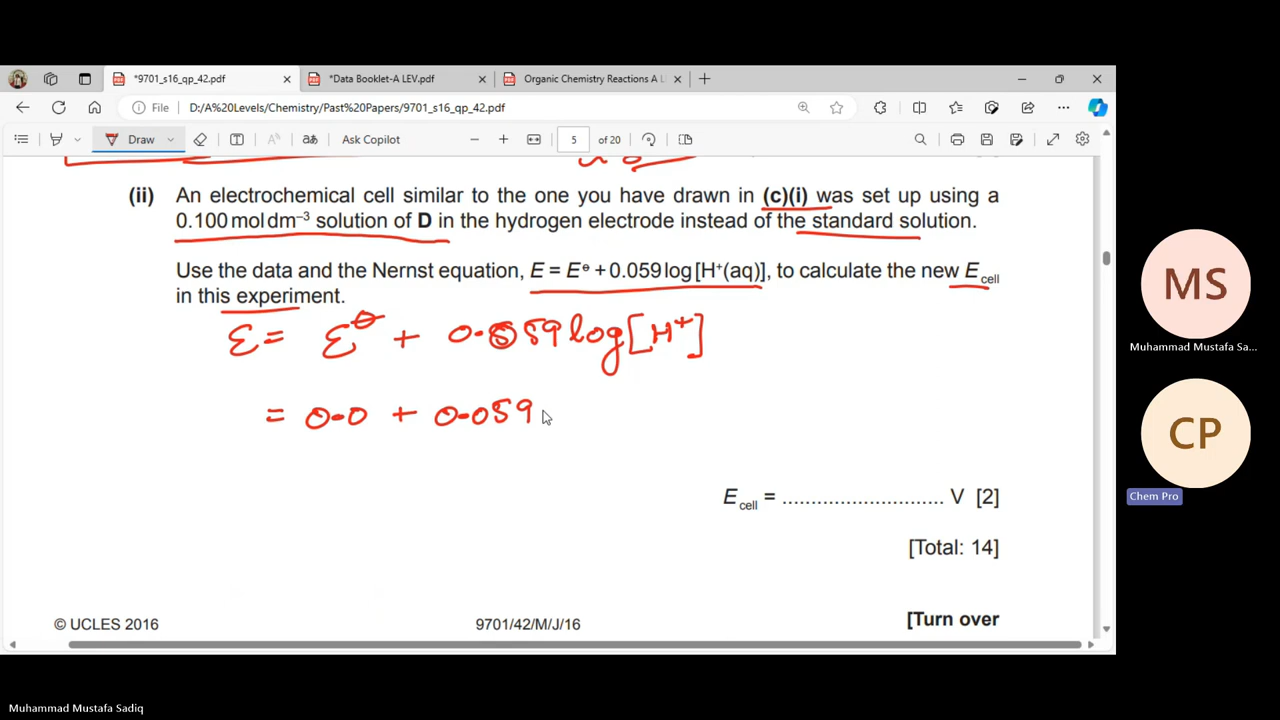 *9701_s16_qp_42.pdf
*Data Booklet-A LEV.pdf
Organic Chemistry Reactions A L
File
D:/A%20Levels/Chemistry/Past%20Papers/9701_s16_qp_42.pdf
Draw
Ask Copilot
5 of 20
(ii) An electrochemical cell similar to the one you have drawn in (c)(i) was set up using a
0.100 mol dm⁻³ solution of D in the hydrogen electrode instead of the standard solution.
Use the data and the Nernst equation, E = E⦵ + 0.059 log [H⁺(aq)], to calculate the new E cell
in this experiment.
E = E⦵ + 0.059 log [H⁺]
= 0.0 + 0.059
E cell = ........................... V [2]
[Total: 14]
© UCLES 2016
9701/42/M/J/16
[Turn over
MS
Muhammad Mustafa Sa...
CP
Chem Pro
Muhammad Mustafa Sadiq